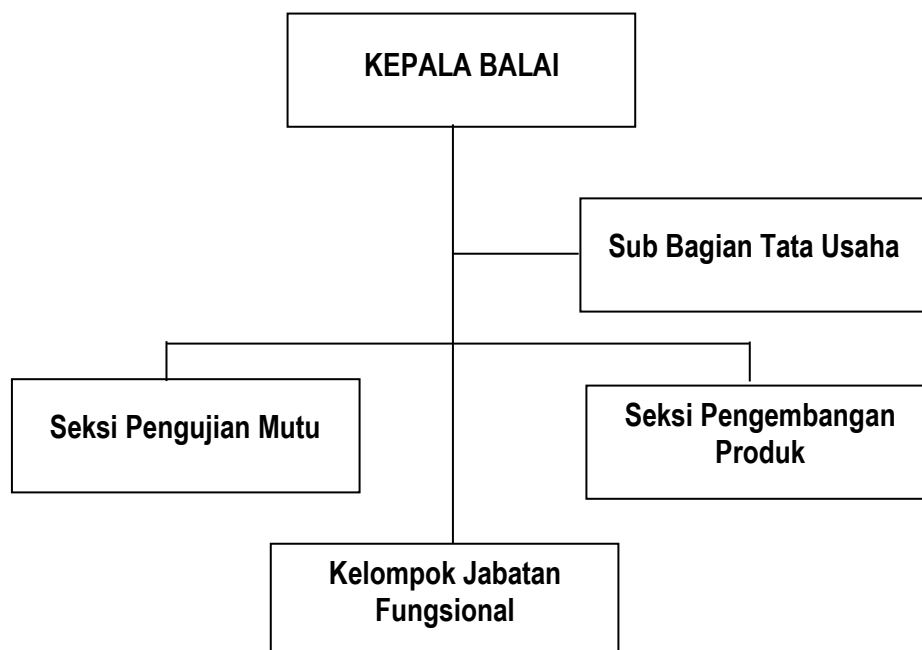 KEPALA BALAI
Sub Bagian Tata Usaha
Seksi Pengujian Mutu
Seksi Pengembangan
Produk
Kelompok Jabatan
Fungsional